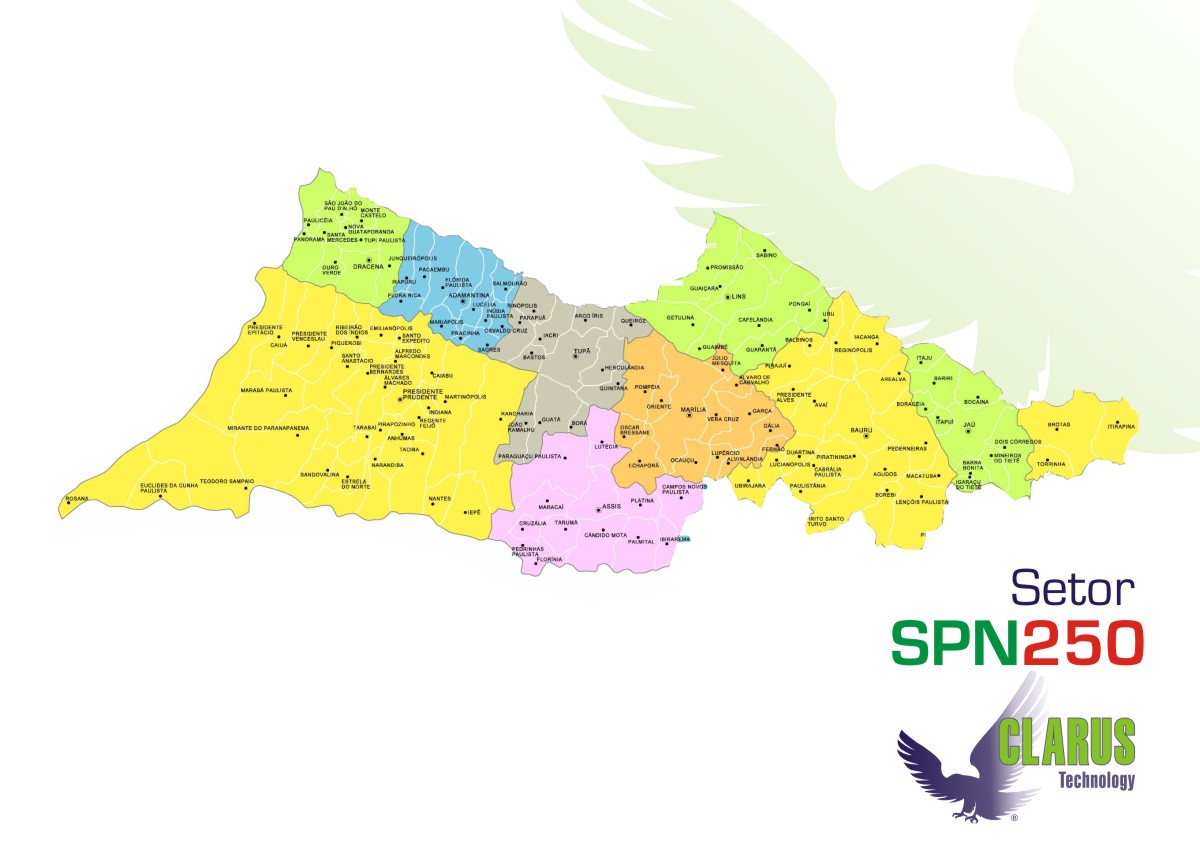 SÃO JOÃO DO
PAU D'ALHO
MONTE
CASTELO
PAULICÉIA
NOVA
GUATAPORANDA
PANORAMA
SANTA
MERCEDES
TUPI PAULISTA
OURO
VERDE
DRACENA
JUNQUEIRÓPOLIS
IRAPURU
PACAEMBU
FLÓRIDA
PAULISTA
SALMOURÃO
FLORA RICA
ADAMANTINA
LUCÉLIA
INÚBIA
PAULISTA
MARIÁPOLIS
PRACINHA
OSVALDO CRUZ
SAGRES
RINÓPOLIS
PARAPUÃ
ARCO ÍRIS
QUEIROZ
IACRI
BASTOS
TUPÃ
HERCULÂNDIA
QUINTANA
RANCHARIA
JOÃO
RAMALHO
QUATÁ
BORÁ
PRESIDENTE
EPITÁCIO
CAIUÁ
PRESIDENTE
VENCESLAU
RIBEIRÃO
DOS ÍNDIOS
PIQUEROBI
EMILIANÓPOLIS
SANTO
EXPEDITO
SANTO
ANASTÁCIO
ALFREDO
MARCONDES
PRESIDENTE
BERNARDES
ÁLVARES
MACHADO
CAIABU
MARABÁ PAULISTA
PRESIDENTE
PRUDENTE
MARTINÓPOLIS
INDIANA
REGENTE
FEIJÓ
MIRANTE DO PARANAPANEMA
TARABAÍ
PIRAPOZINHO
ANHUMAS
TACIBA
NARANDIBA
SANDOVALINA
ESTRELA
DO NORTE
TEODORO SAMPAIO
EUCLIDES DA CUNHA
PAULISTA
ROSANA
NANTES
IEPÊ
PARAGUAÇU PAULISTA
LUTÉCIA
MARACAÍ
ASSIS
PLATINA
CAMPOS NOVOS
PAULISTA
CRUZÁLIA
TARUMÃ
CÂNDIDO MOTA
PALMITAL
IBIRAREMA
PEDRINHAS
PAULISTA
FLORÍNIA
SABINO
PROMISSÃO
GUAIÇARA
LINS
PONGAÍ
GETULINA
CAFELÂNDIA
URU
GUAIMBÊ
GUARANTÃ
JÚLIO
MESQUITA
ÁLVARO DE
CARVALHO
POMPÉIA
ORIENTE
MARÍLIA
VERA CRUZ
GARÇA
GÁLIA
OSCAR
BRESSANE
ECHAPORÃ
OCAUÇU
LUPÉRCIO
ALVINLÂNDIA
FERNÃO
BALBINOS
PIRAJUÍ
REGINÓPOLIS
IACANGA
AREALVA
PRESIDENTE
ALVES
AVAÍ
BAURU
DUARTINA
LUCIANÓPOLIS
PIRATININGA
CABRÁLIA
PAULISTA
PEDERNEIRAS
AGUDOS
MACATUBA
UBIRAJARA
PAULISTÂNIA
BOREBI
LENÇÓIS PAULISTA
IRITO SANTO
TURVO
PI
ITAJU
BARIRI
BOCAINA
BORACÉIA
ITAPUÍ
JAÚ
DOIS CÓRREGOS
MINEIROS
DO TIETÊ
BARRA
BONITA
IGARAÇU
DO TIETÊ
BROTAS
ITIRAPINA
TORRINHA
Setor
SPN250
CLARUS
Technology
®